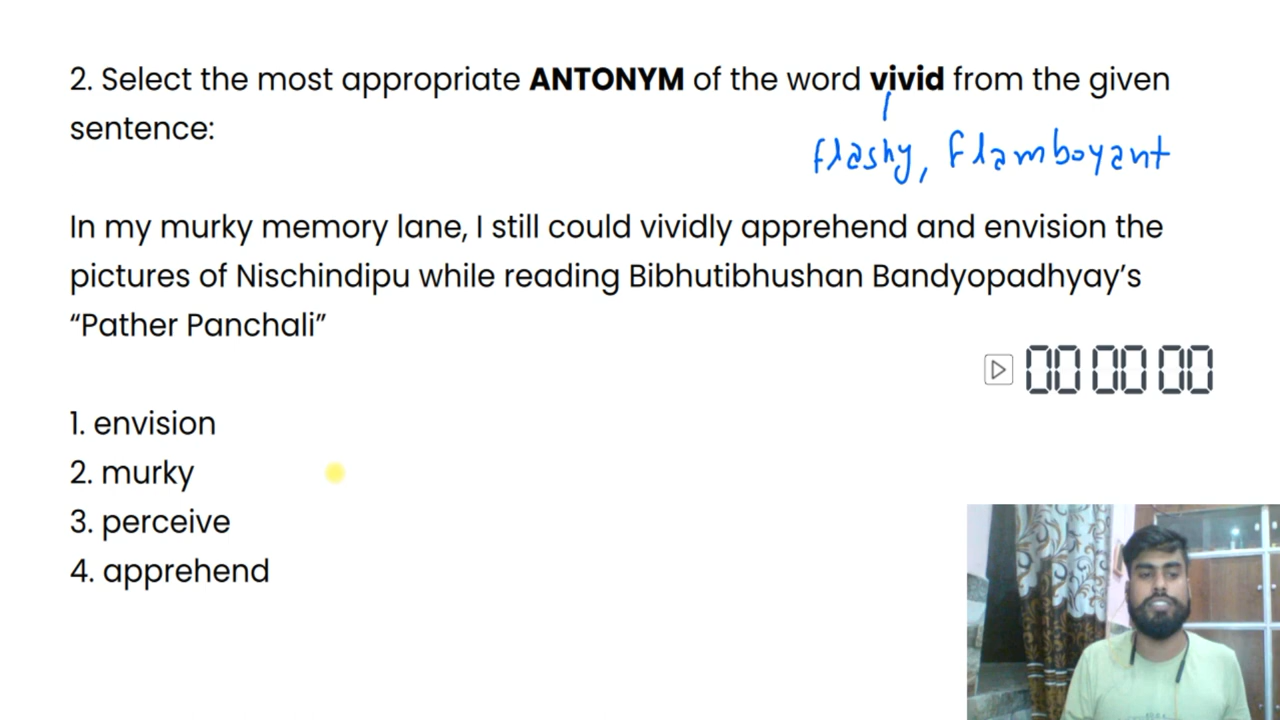 2. Select the most appropriate ANTONYM of the word vivid from the given
sentence:
flashy, flamboyant
In my murky memory lane, I still could vividly apprehend and envision the
pictures of Nischindipu while reading Bibhutibhushan Bandyopadhyay’s
“Pather Panchali”
00 00 00
1. envision
2. murky
3. perceive
4. apprehend